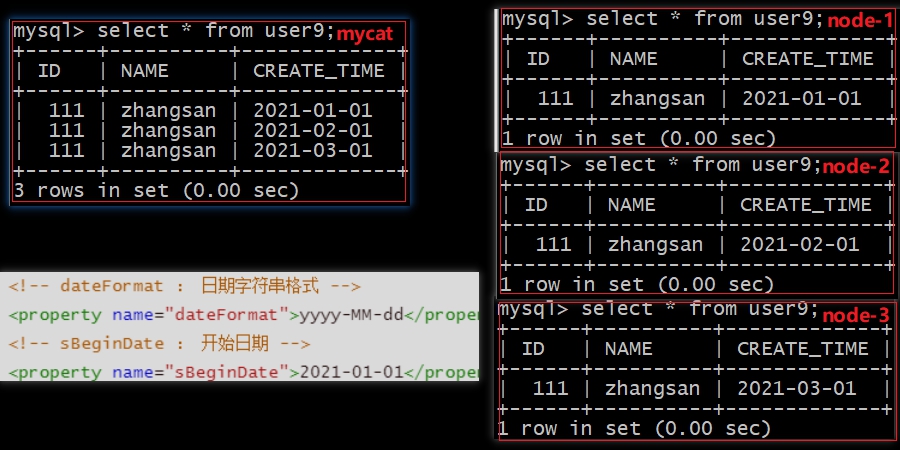 mysql> select * from user9;mycat
+------+----------+-------------+
| ID | NAME | CREATE_TIME |
+------+----------+-------------+
| 111 | zhangsan | 2021-01-01
| 111 | zhangsan | 2021-02-01
| 111 | zhangsan | 2021-03-01
+------+----------+-------------+
3 rows in set (0.00 sec)
<!-- dateFormat : 日期字符串格式 -->
<property name="dateFormat">yyyy-MM-dd</prope
<!-- sBeginDate : 开始日期 -->
<property name="sBeginDate">2021-01-01</prope
mysql> select * from user9;node-1
+------+----------+-------------+
| ID | NAME | CREATE_TIME |
+------+----------+-------------+
| 111 | zhangsan | 2021-01-01
+------+----------+-------------+
1 row in set (0.00 sec)
mysql> select * from user9;node-2
+------+----------+-------------+
| ID | NAME | CREATE_TIME |
+------+----------+-------------+
| 111 | zhangsan | 2021-02-01
+------+----------+-------------+
1 row in set (0.00 sec)
mysql> select * from user9;node-3
+------+----------+-------------+
| ID | NAME | CREATE_TIME |
+------+----------+-------------+
| 111 | zhangsan | 2021-03-01
+------+----------+-------------+
1 row in set (0.00 sec)